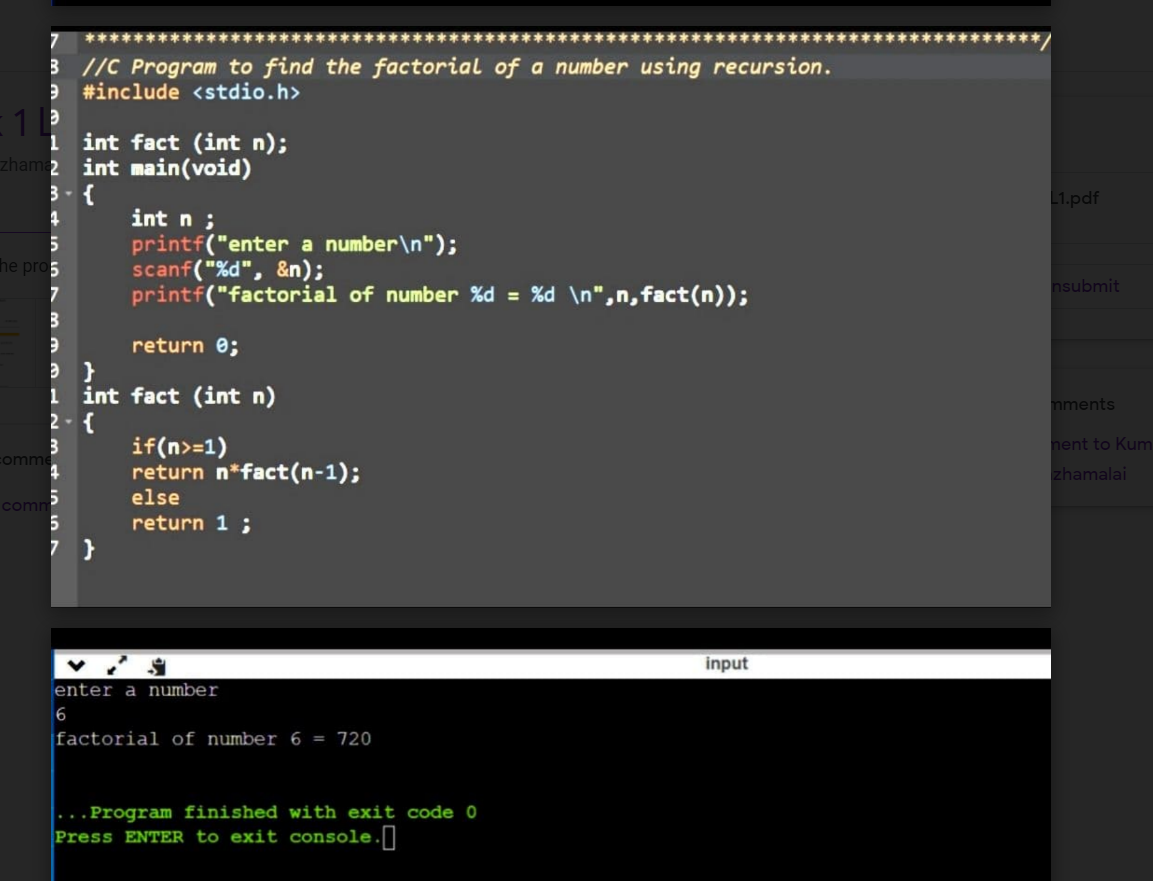 7 *******************************************************************************/
8 //C Program to find the factorial of a number using recursion.
9 #include <stdio.h>
0
1 int fact (int n);
2 int main(void)
3 {
4 int n ;
5 printf("enter a number\n");
6 scanf("%d", &n);
7 printf("factorial of number %d = %d \n",n,fact(n));
8
9 return 0;
0 }
1 int fact (int n)
2 {
3 if(n>=1)
4 return n*fact(n-1);
5 else
6 return 1 ;
7 }
input
enter a number
6
factorial of number 6 = 720
...Program finished with exit code 0
Press ENTER to exit console.
1 L
zhama
he pro
comme
comm
L1.pdf
nsubmit
mments
ment to Kum
zhamalai